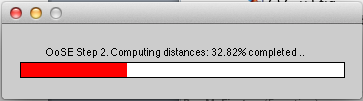 OoSE Step 2. Computing distances: 32.82% completed ..